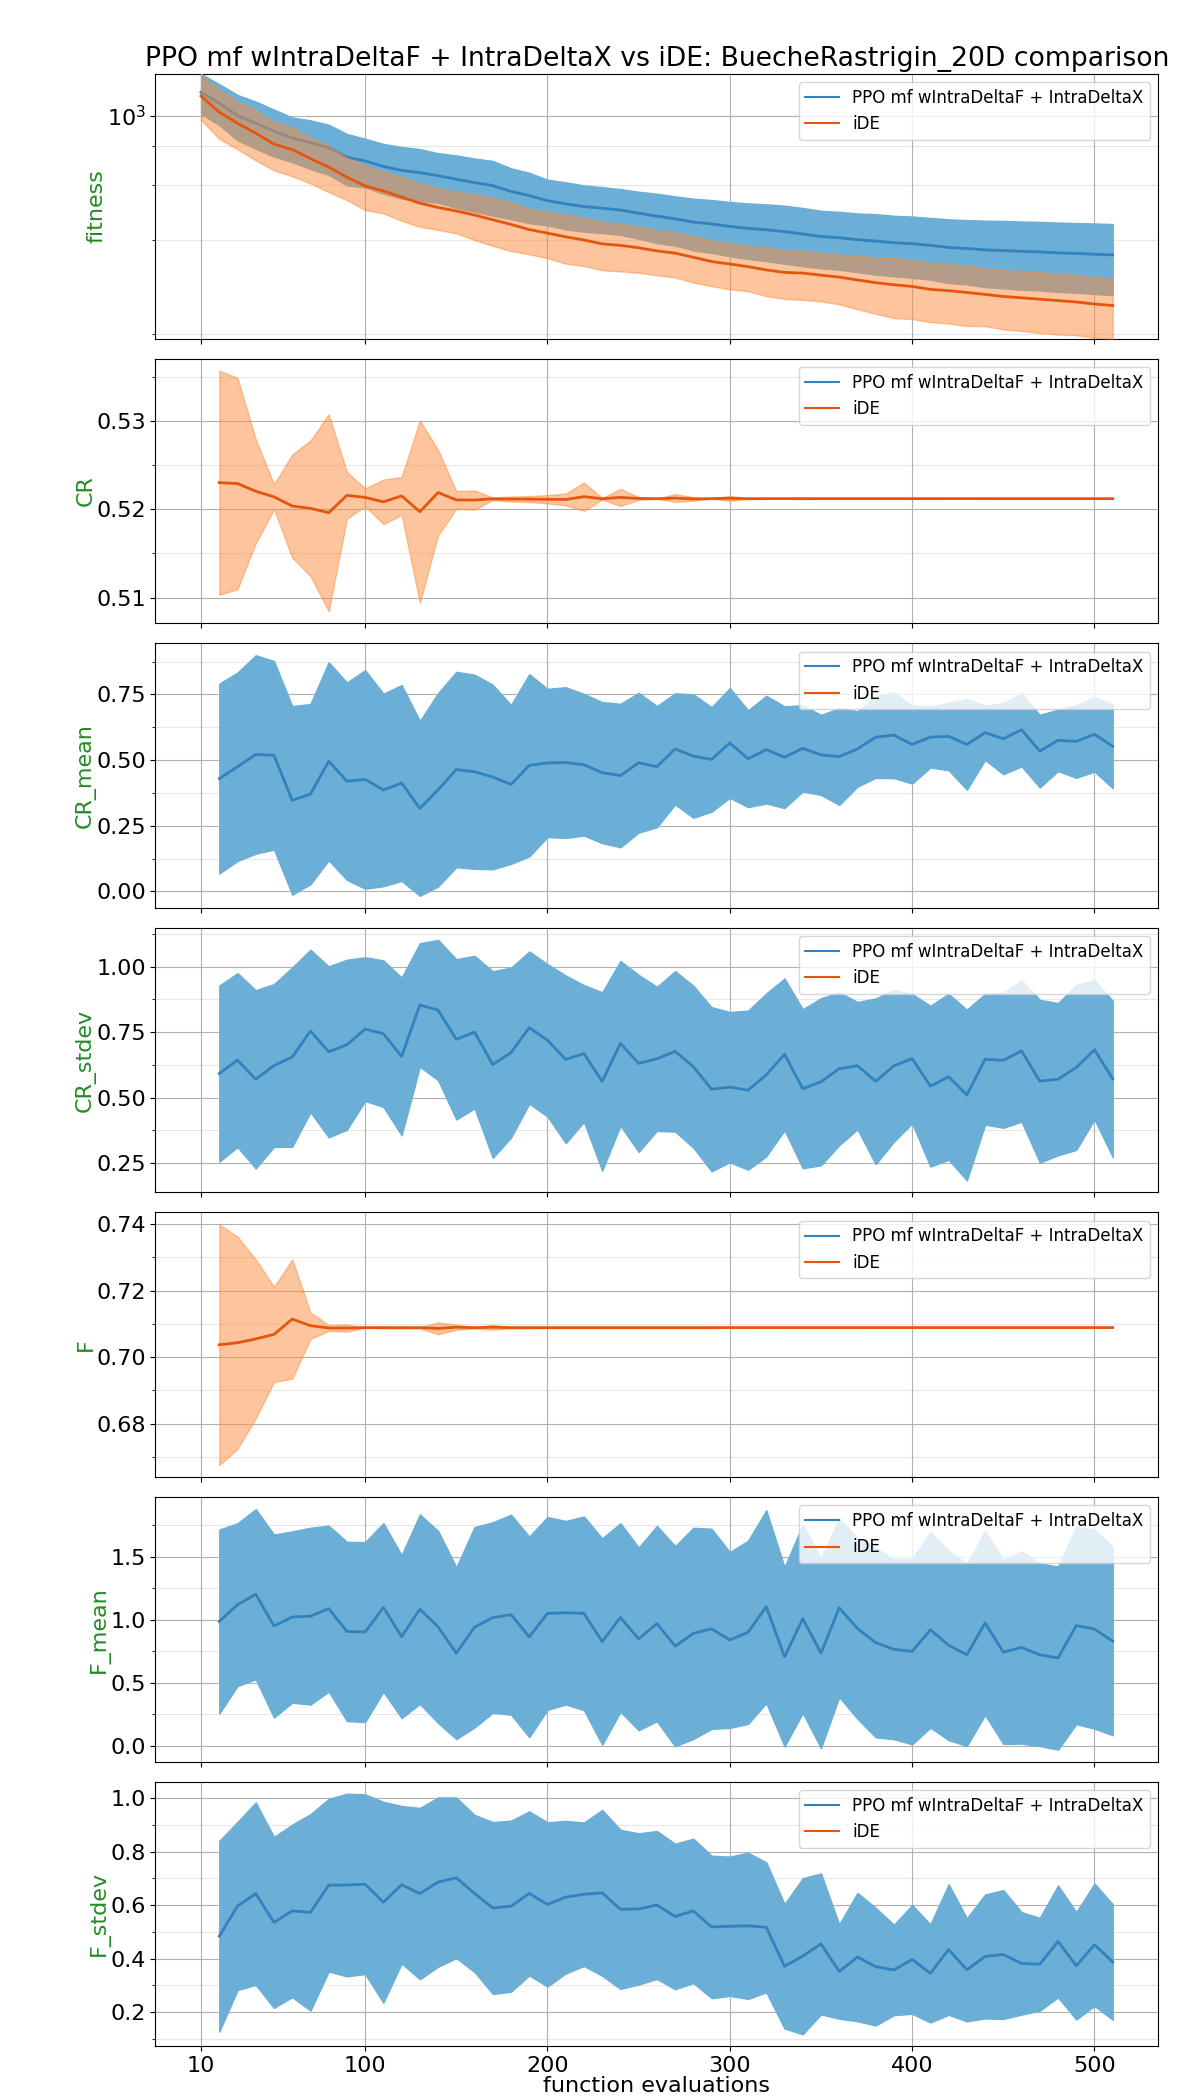 PPO mf wIntraDeltaF + IntraDeltaX vs iDE: BuecheRastrigin_20D comparison
PPO mf wIntraDeltaF + IntraDeltaX
iDE
10³
fitness
PPO mf wIntraDeltaF + IntraDeltaX
iDE
0.53
0.52
0.51
CR
PPO mf wIntraDeltaF + IntraDeltaX
iDE
0.75
0.50
0.25
0.00
CR_mean
PPO mf wIntraDeltaF + IntraDeltaX
iDE
1.00
0.75
0.50
0.25
CR_stdev
PPO mf wIntraDeltaF + IntraDeltaX
iDE
0.74
0.72
0.70
0.68
F
PPO mf wIntraDeltaF + IntraDeltaX
iDE
1.5
1.0
0.5
0.0
F_mean
PPO mf wIntraDeltaF + IntraDeltaX
iDE
1.0
0.8
0.6
0.4
0.2
F_stdev
10 100 200 300 400 500
function evaluations